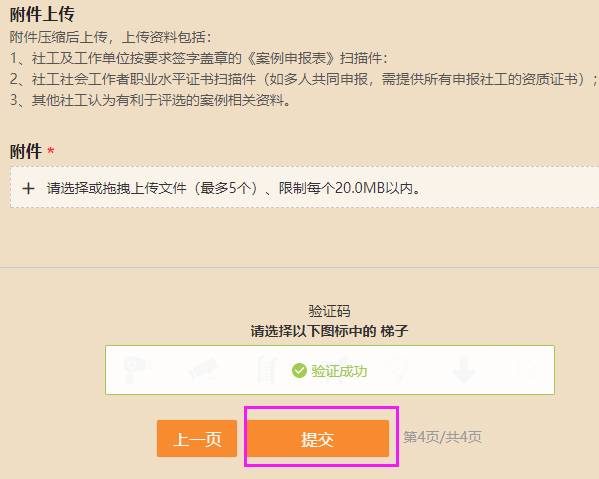 附件上传
附件压缩后上传，上传资料包括：
1、社工及工作单位按要求签字盖章的《案例申报表》扫描件：
2、社工社会工作者职业水平证书扫描件（如多人共同申报，需提供所有申报社工的资质证书）；
3、其他社工认为有利于评选的案例相关资料。
附件 *
+ 请选择或拖拽上传文件（最多5个）、限制每个20.0MB以内。
验证码
请选择以下图标中的 梯子
验证成功
上一页 提交 第4页/共4页